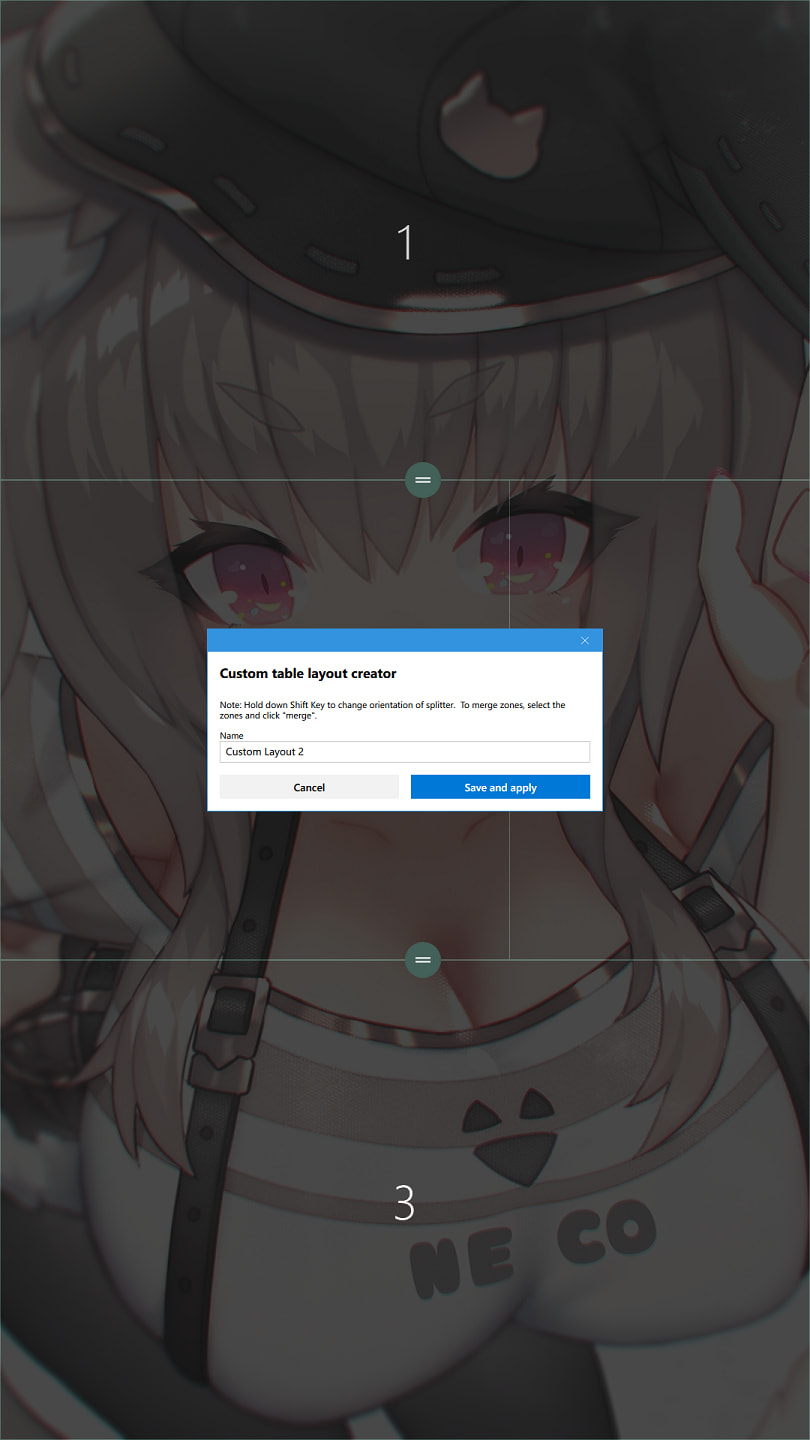 1
Custom table layout creator
Note: Hold down Shift Key to change orientation of splitter.  To merge zones, select the
zones and click "merge".
Name
Custom Layout 2
Cancel
Save and apply
3
NE CO